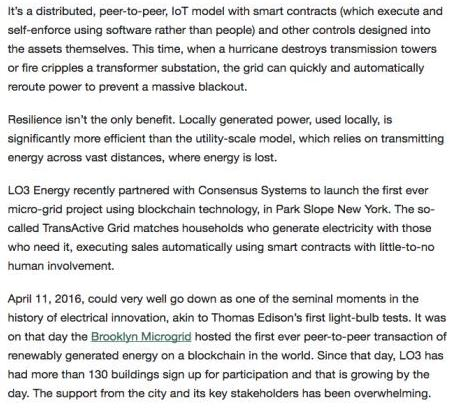 It's a distributed, peer-to-peer, IoT model with smart contracts (which execute and
self-enforce using software rather than people) and other controls designed into
the assets themselves. This time, when a hurricane destroys transmission towers
or fire cripples a transformer substation, the grid can quickly and automatically
reroute power to prevent a massive blackout.
Resilience isn't the only benefit. Locally generated power, used locally, is
significantly more efficient than the utility-scale model, which relies on transmitting
energy across vast distances, where energy is lost.
LO3 Energy recently partnered with Consensus Systems to launch the first ever
micro-grid project using blockchain technology, in Park Slope New York. The so-
called TransActive Grid matches households who generate electricity with those
who need it, executing sales automatically using smart contracts with little-to-no
human involvement.
April 11, 2016, could very well go down as one of the seminal moments in the
history of electrical innovation, akin to Thomas Edison's first light-bulb tests. It was
on that day the Brooklyn Microgrid hosted the first ever peer-to-peer transaction of
renewably generated energy on a blockchain in the world. Since that day, LO3 has
had more than 130 buildings sign up for participation and that is growing by the
day. The support from the city and its key stakeholders has been overwhelming.